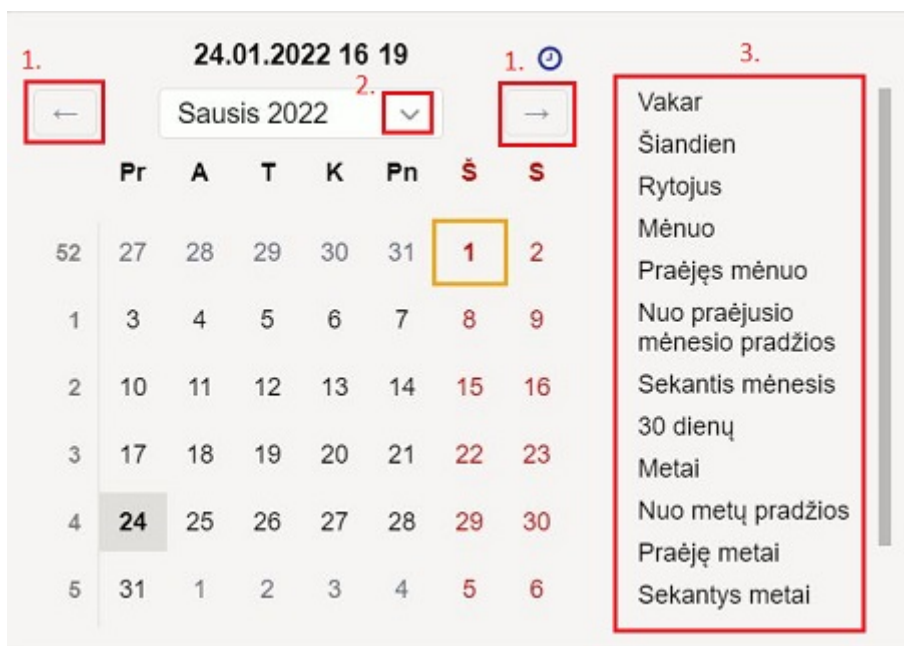 24.01.2022 16 19
1.
1.
2.
← Sausis 2022 →
Pr A T K Pn Š S
52 27 28 29 30 31 1 2
1 3 4 5 6 7 8 9
2 10 11 12 13 14 15 16
3 17 18 19 20 21 22 23
4 24 25 26 27 28 29 30
5 31 1 2 3 4 5 6
3.
Vakar
Šiandien
Rytojus
Mėnuo
Praėjęs mėnuo
Nuo praėjusio
mėnesio pradžios
Sekantis mėnesis
30 dienų
Metai
Nuo metų pradžios
Praėję metai
Sekantys metai